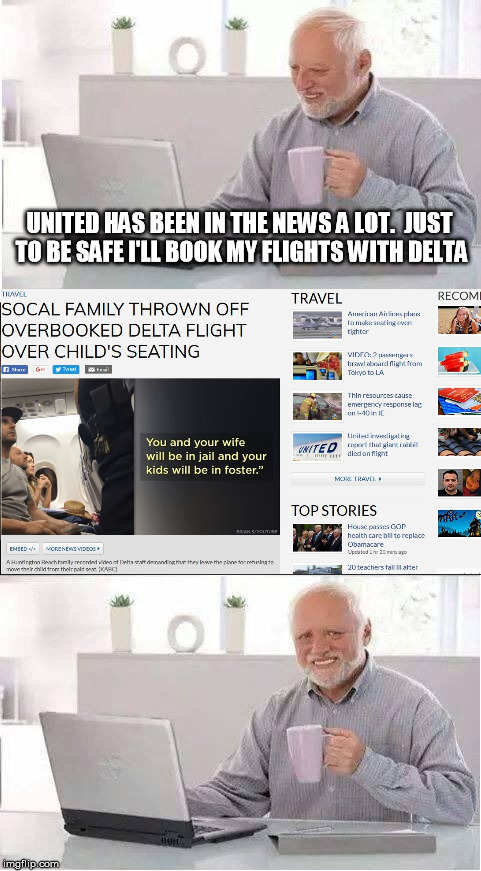 UNITED HAS BEEN IN THE NEWS A LOT.  JUST
TO BE SAFE I'LL BOOK MY FLIGHTS WITH DELTA
TRAVEL
SOCAL FAMILY THROWN OFF
OVERBOOKED DELTA FLIGHT
OVER CHILD'S SEATING
Share
G+
Tweet
Email
You and your wife
will be in jail and your
kids will be in foster."
BRIAN S/YOUTUBE
EMBED </>
MORE NEWS VIDEOS
A Huntington Beach family recorded video of Delta staff demanding that they leave the plane for refusing to
move their child from their paid seat. (KABC)
TRAVEL
American Airlines plans
to make seating even
tighter
VIDEO: 2 passengers
brawl aboard flight from
Tokyo to LA
Thin resources cause
emergency response lag
on I-40 in IE
UNITED
United investigating
report that giant rabbit
died on flight
MORE TRAVEL
TOP STORIES
House passes GOP
health care bill to replace
Obamacare
Updated 1 hr 20 mins ago
20 teachers fall ill after
RECOM
imgflip.com